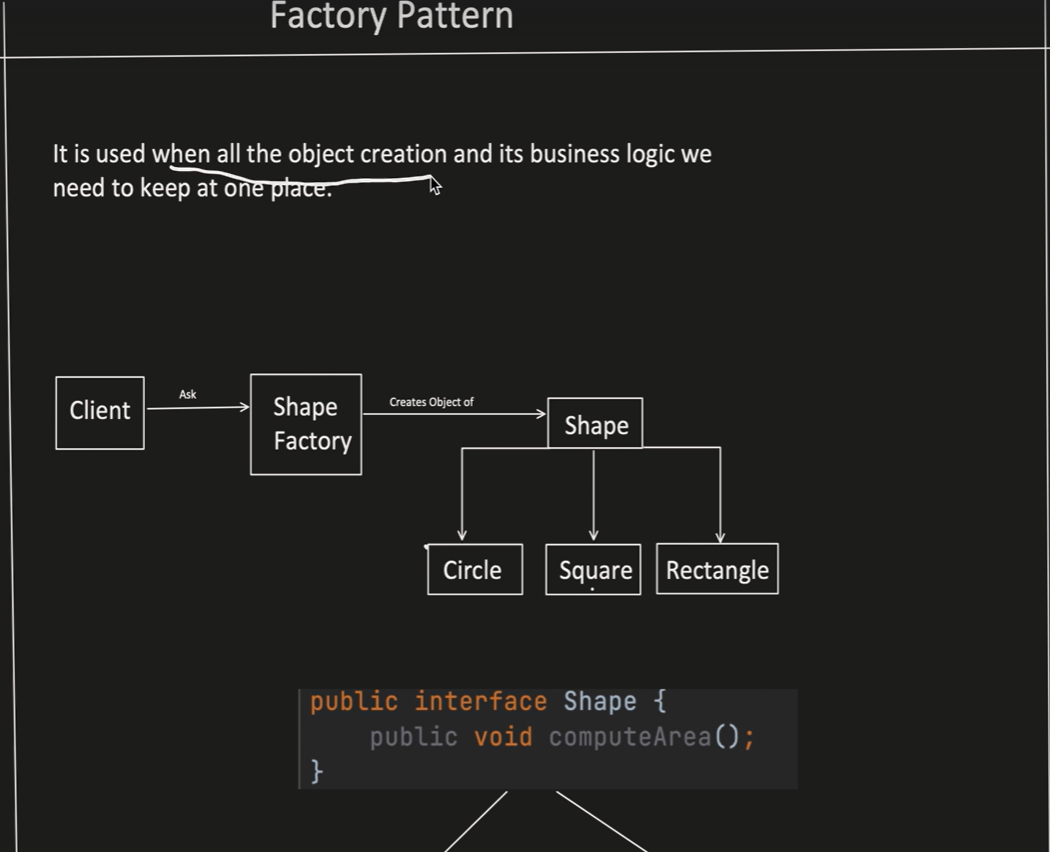 Factory Pattern
It is used when all the object creation and its business logic we
need to keep at one place.
Client
Ask
Shape
Factory
Creates Object of
Shape
Circle
Square
Rectangle
public interface Shape {
public void computeArea();
}